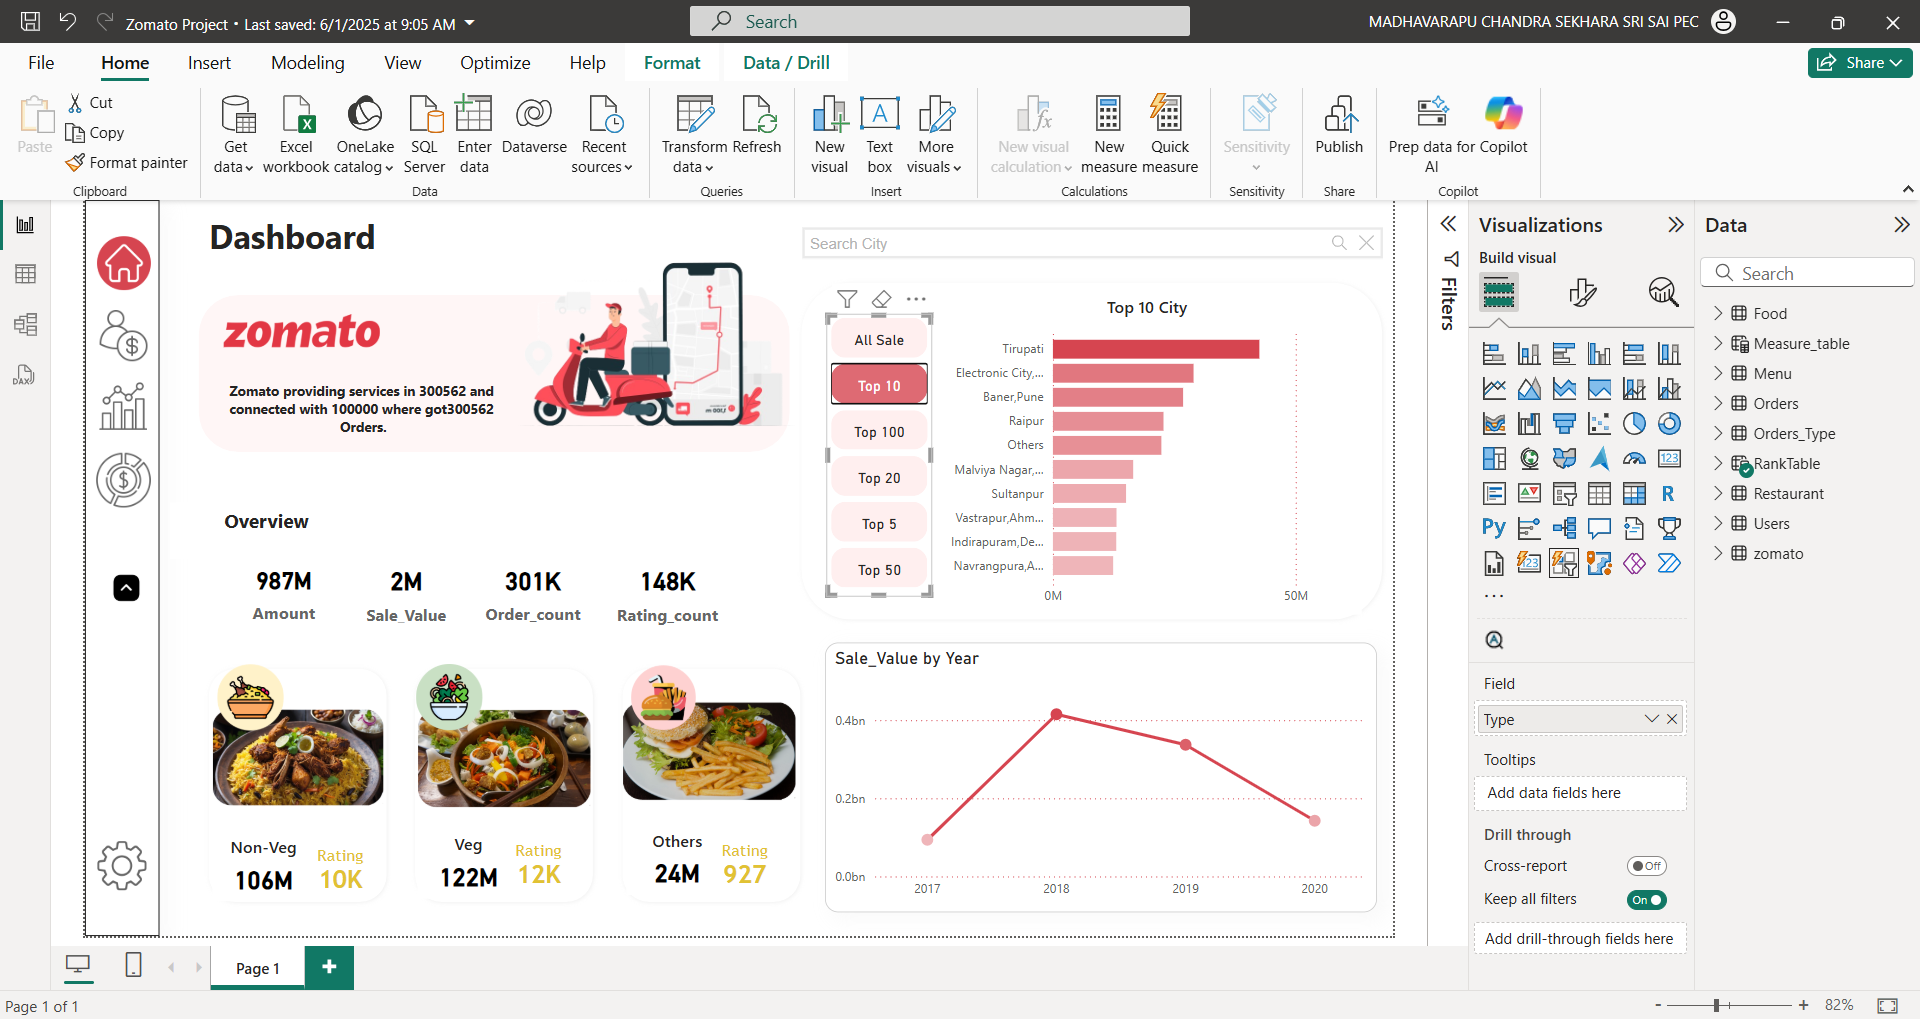 Zomato Project • Last saved: 6/1/2025 at 9:05 AM
Search
MADHAVARAPU CHANDRA SEKHARA SRI SAI PEC
File
Home
Insert
Modeling
View
Optimize
Help
Format
Data / Drill
Share
Paste
Cut
Copy
Format painter
Clipboard
Get data
Excel workbook
OneLake catalog
SQL Server
Enter data
Dataverse
Recent sources
Data
Transform data
Refresh
Queries
New visual
Text box
More visuals
Insert
New visual calculation
New measure
Quick measure
Calculations
Sensitivity
Sensitivity
Publish
Share
Prep data for AI
Copilot
Copilot
DAX
Dashboard
zomato
Zomato providing services in 300562 and
connected with 100000 where got300562
Orders.
Overview
987M
Amount
2M
Sale_Value
301K
Order_count
148K
Rating_count
Non-Veg
106M
Rating
10K
Veg
122M
Rating
12K
Others
24M
Rating
927
Search City
All Sale
Top 10
Top 100
Top 20
Top 5
Top 50
Top 10 City
Tirupati
Electronic City,...
Baner,Pune
Raipur
Others
Malviya Nagar,...
Sultanpur
Vastrapur,Ahm...
Indirapuram,De...
Navrangpura,A...
0M
50M
Sale_Value by Year
0.4bn
0.2bn
0.0bn
2017
2018
2019
2020
Filters
Visualizations
Build visual
123
R
Py
123
Field
Type
Tooltips
Add data fields here
Drill through
Cross-report
Off
Keep all filters
On
Add drill-through fields here
Data
Search
Food
Measure_table
Menu
Orders
Orders_Type
RankTable
Restaurant
Users
zomato
Page 1
Page 1 of 1
82%